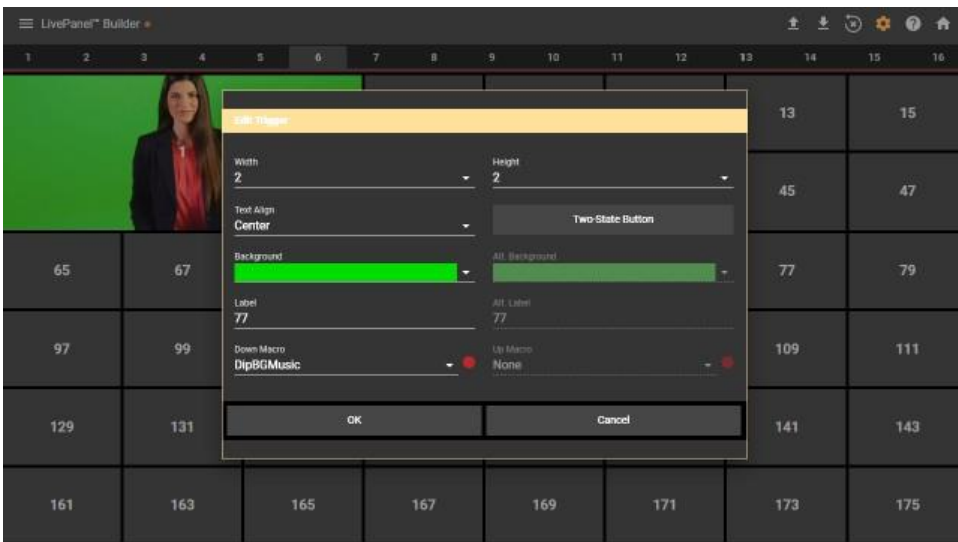 LivePanel™ Builder
1 2 3 4 5 6 7 8 9 10 11 12 13 14 15 16
Edit Trigger
1
13 15
Width Height
2 2
45 47
Text Align
Center Two-State Button
Background Alt. Background
65 67 77 79
Label Alt. Label
77 77
97 99 109 111
Down Macro Up Macro
DipBGMusic None
OK Cancel
129 131 141 143
161 163 165 167 169 171 173 175